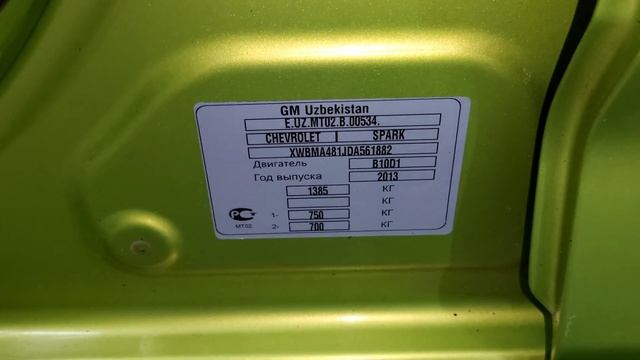 GM Uzbekistan
E.UZ.MT02.B.00534.
CHEVROLET | SPARK
XWBMA481JDA561882
Двигатель B10D1
Год выпуска 2013
1385 КГ
КГ
1- 750 КГ
МТ02 2- 700 КГ